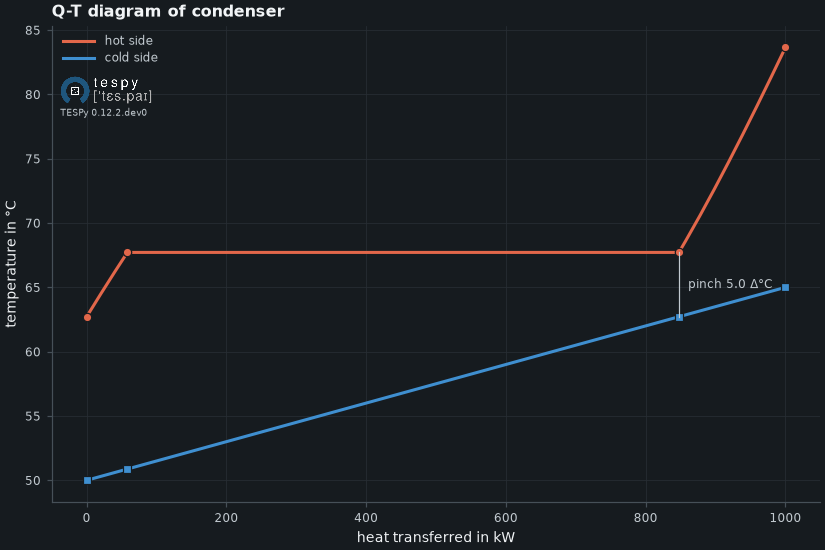 Q-T diagram of condenser
hot side
cold side
tespy
[ˈtɛs.paɪ]
TESPy 0.12.2.dev0
85
80
75
70
65
60
55
50
temperature in °C
pinch 5.0 Δ°C
0
200
400
600
800
1000
heat transferred in kW